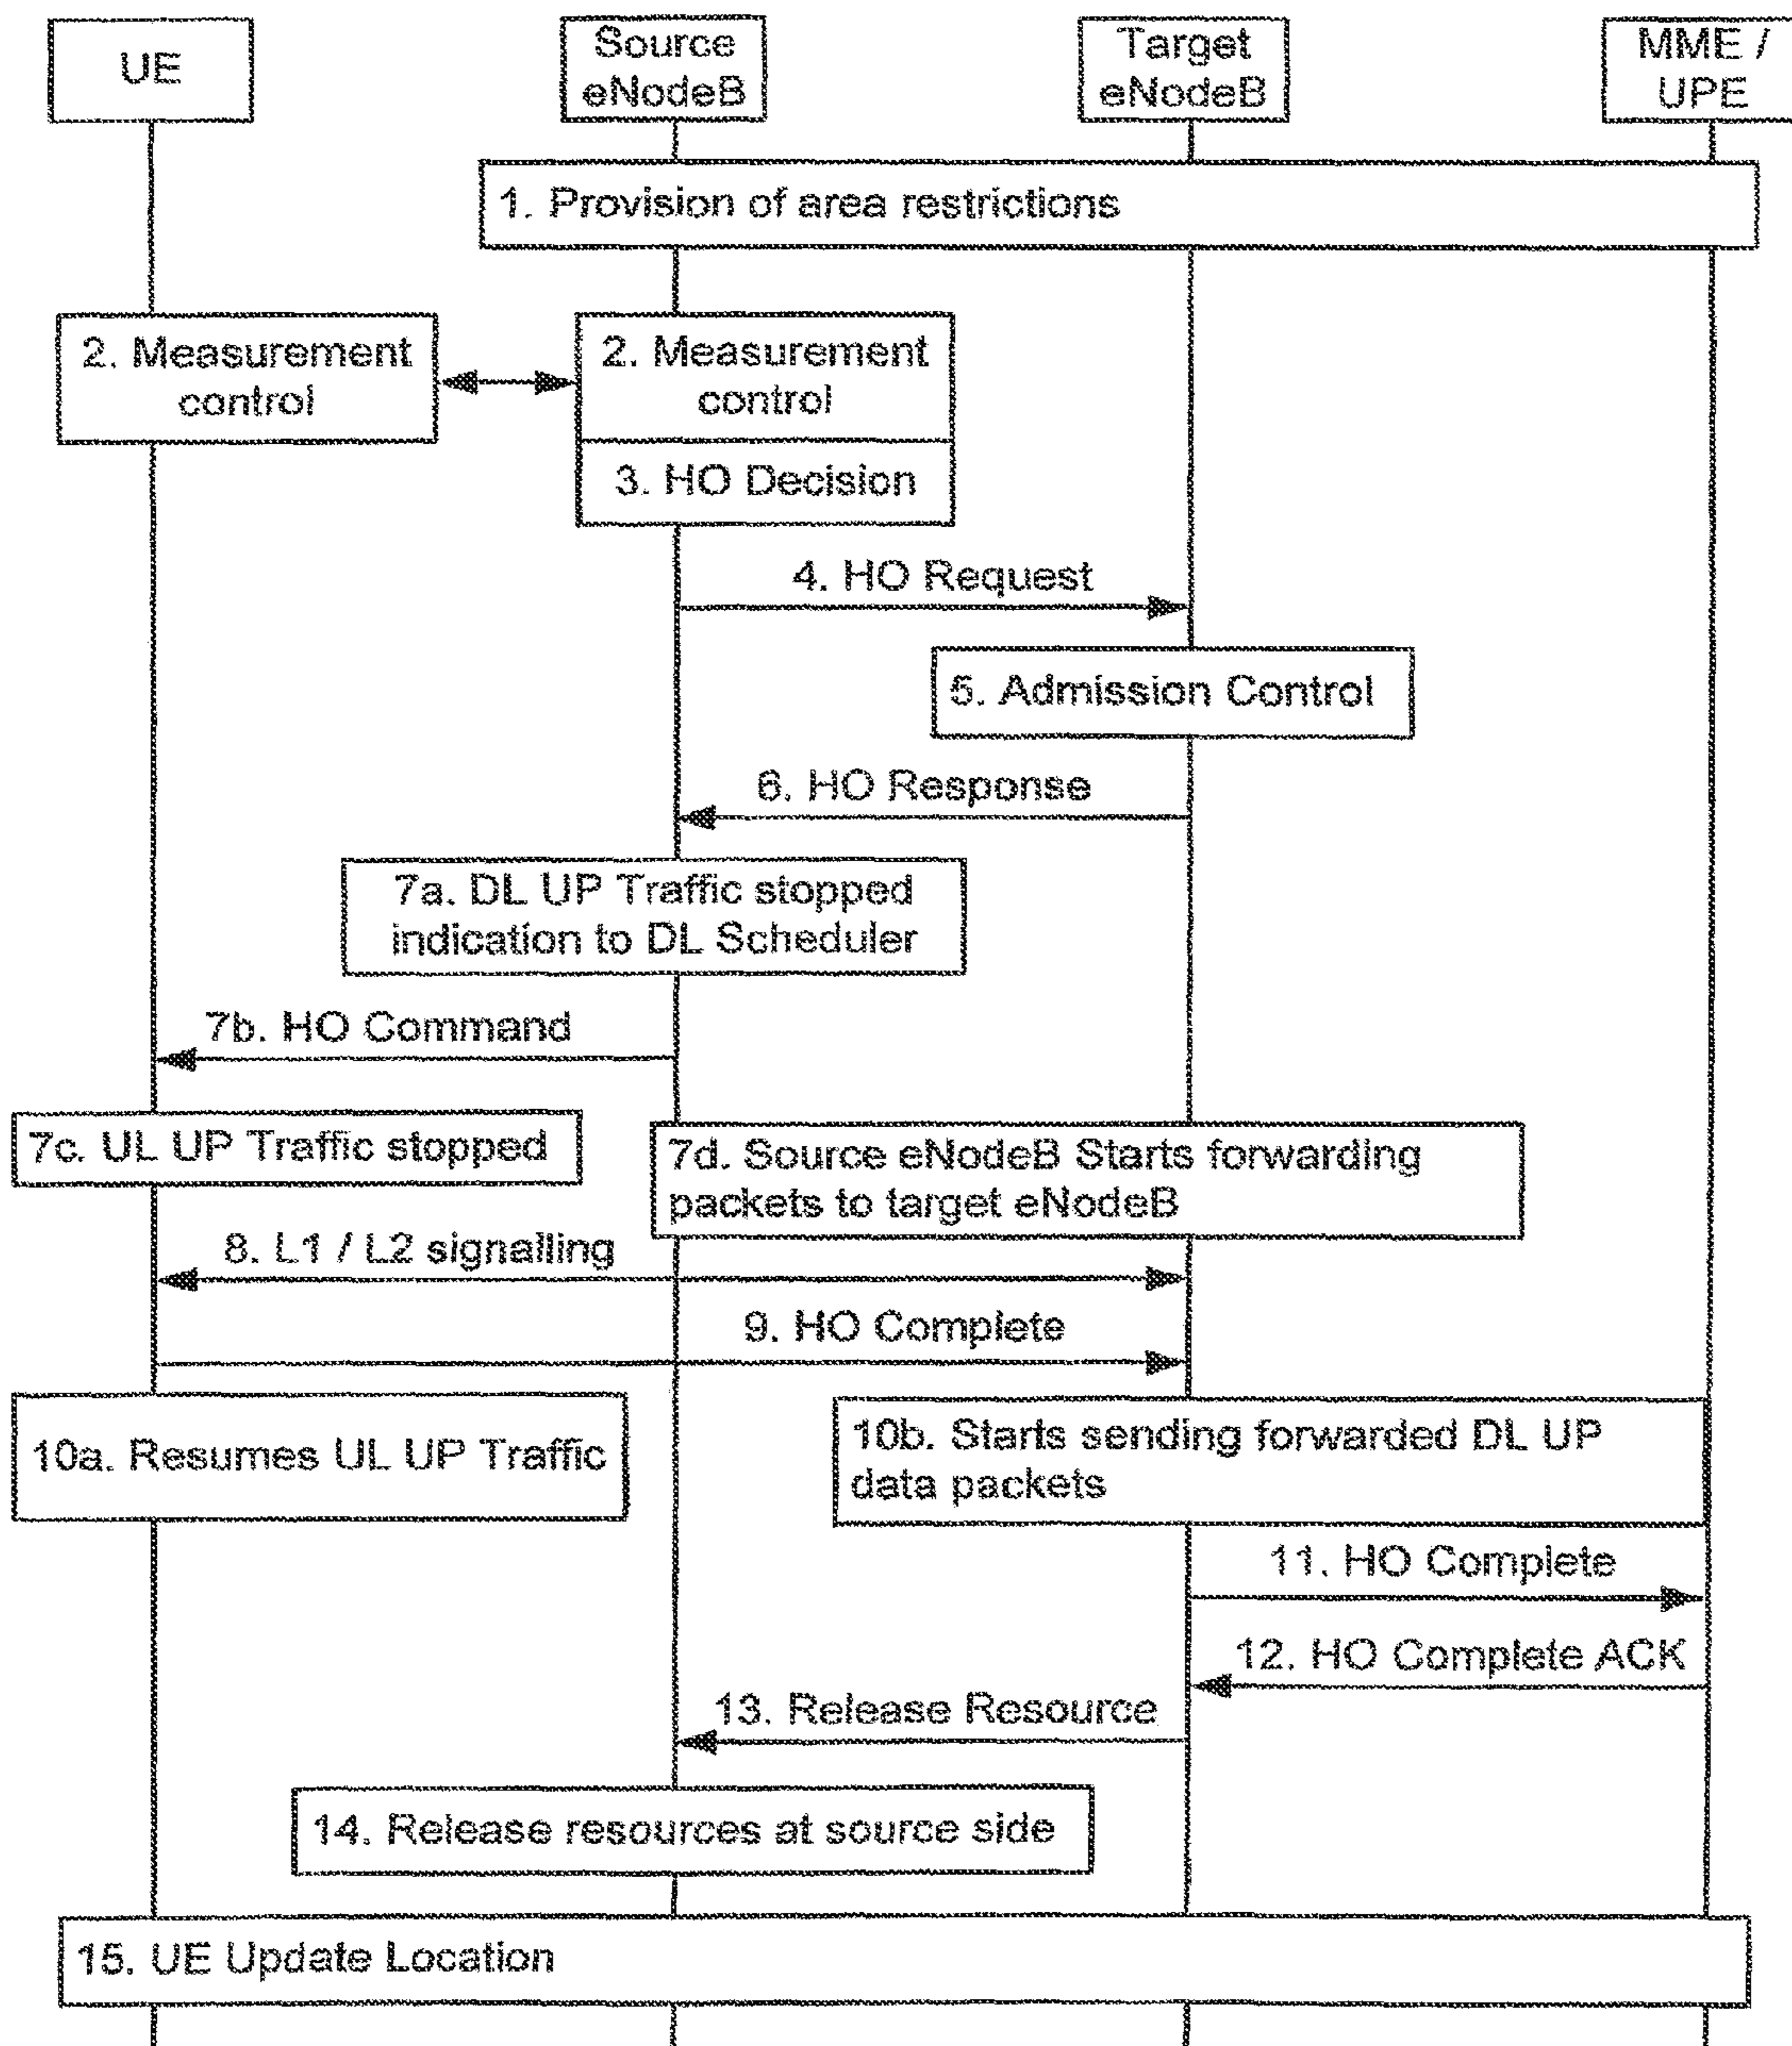 UE
Source
eNodeB
Target
eNodeB
MME /
UPE
1. Provision of area restrictions
2. Measurement
control
2. Measurement
control
3. HO Decision
4. HO Request
5. Admission Control
6. HO Response
7a. DL UP Traffic stopped
indication to DL Scheduler
7b. HO Command
7c. UL UP Traffic stopped
7d. Source eNodeB Starts forwarding
packets to target eNodeB
8. L1 / L2 signalling
9. HO Complete
10a. Resumes UL UP Traffic
10b. Starts sending forwarded DL UP
data packets
11. HO Complete
12. HO Complete ACK
13. Release Resource
14. Release resources at source side
15. UE Update Location